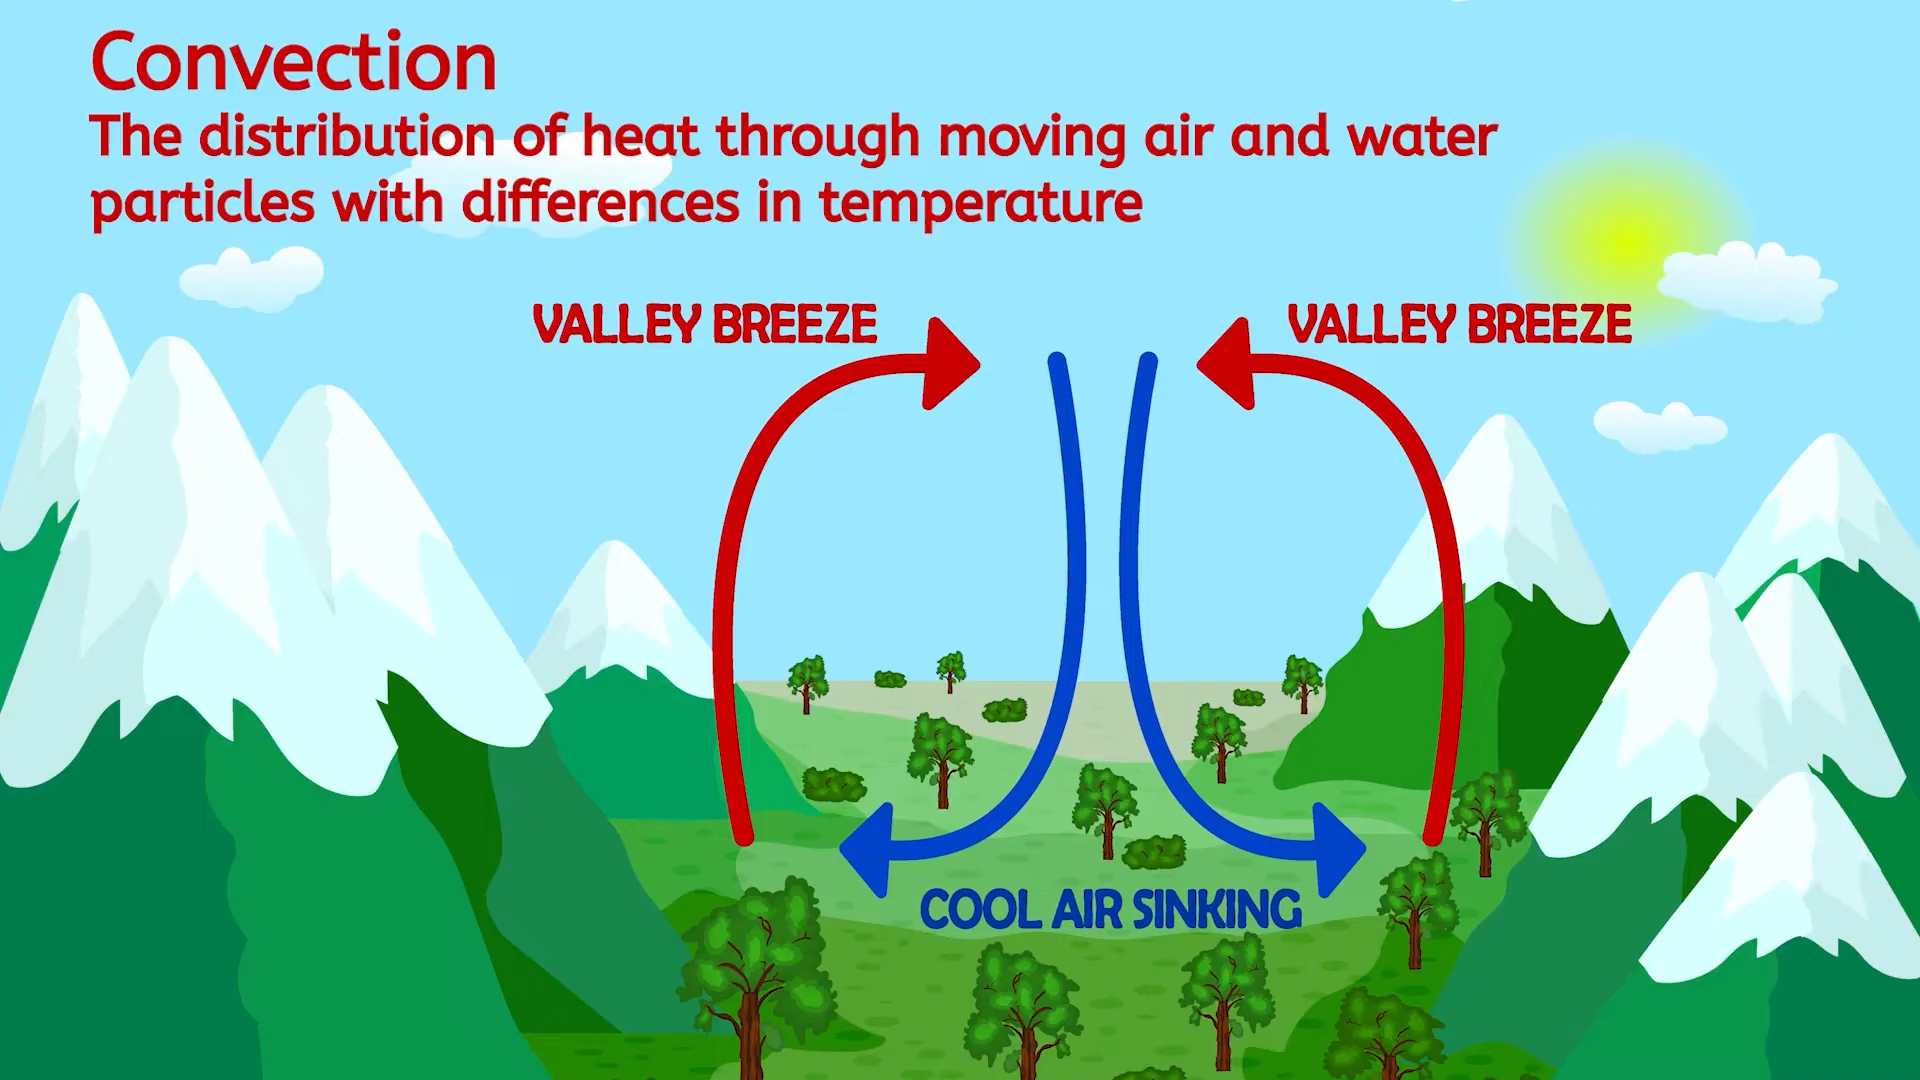 Convection
The distribution of heat through moving air and water
particles with differences in temperature
VALLEY BREEZE
VALLEY BREEZE
COOL AIR SINKING